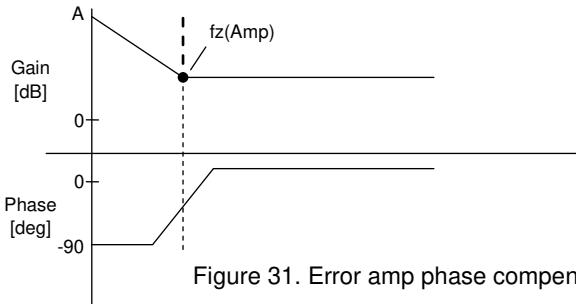 A
fz(Amp)
Gain
[dB]
0
0
Phase
[deg]
-90
Figure 31. Error amp phase compen